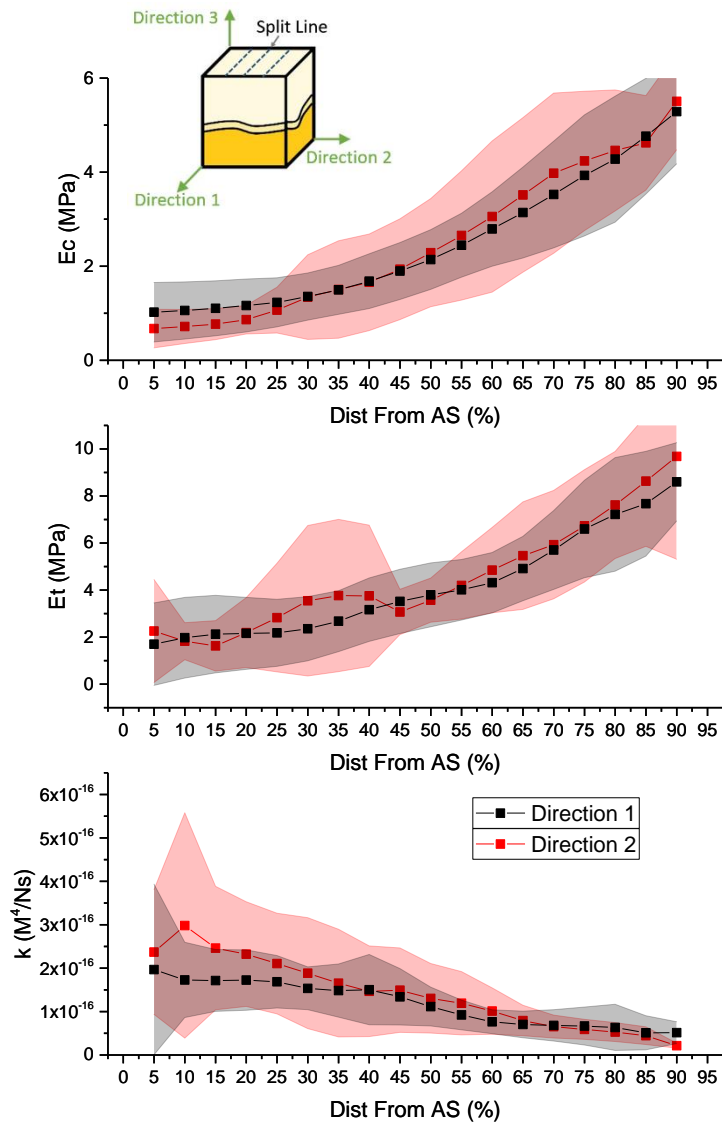 Direction 3
Split Line
Direction 2
Direction 1
6
4
2
0
Ec (MPa)
0 5 10 15 20 25 30 35 40 45 50 55 60 65 70 75 80 85 90 95
Dist From AS (%)
10
8
6
4
2
0
Et (MPa)
0 5 10 15 20 25 30 35 40 45 50 55 60 65 70 75 80 85 90 95
Dist From AS (%)
6x10⁻¹⁶
5x10⁻¹⁶
4x10⁻¹⁶
3x10⁻¹⁶
2x10⁻¹⁶
1x10⁻¹⁶
0
k (M⁴/Ns)
Direction 1
Direction 2
0 5 10 15 20 25 30 35 40 45 50 55 60 65 70 75 80 85 90 95
Dist From AS (%)